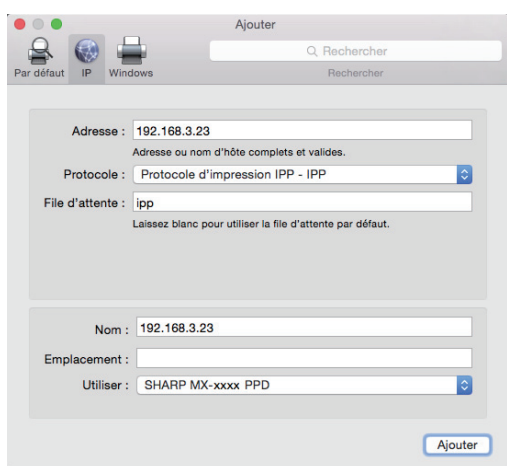 Ajouter
Rechercher
Par défaut IP Windows Rechercher
Adresse : 192.168.3.23
Adresse ou nom d'hôte complets et valides.
Protocole : Protocole d'impression IPP - IPP
File d'attente : ipp
Laissez blanc pour utiliser la file d'attente par défaut.
Nom : 192.168.3.23
Emplacement :
Utiliser : SHARP MX-xxxx PPD
Ajouter